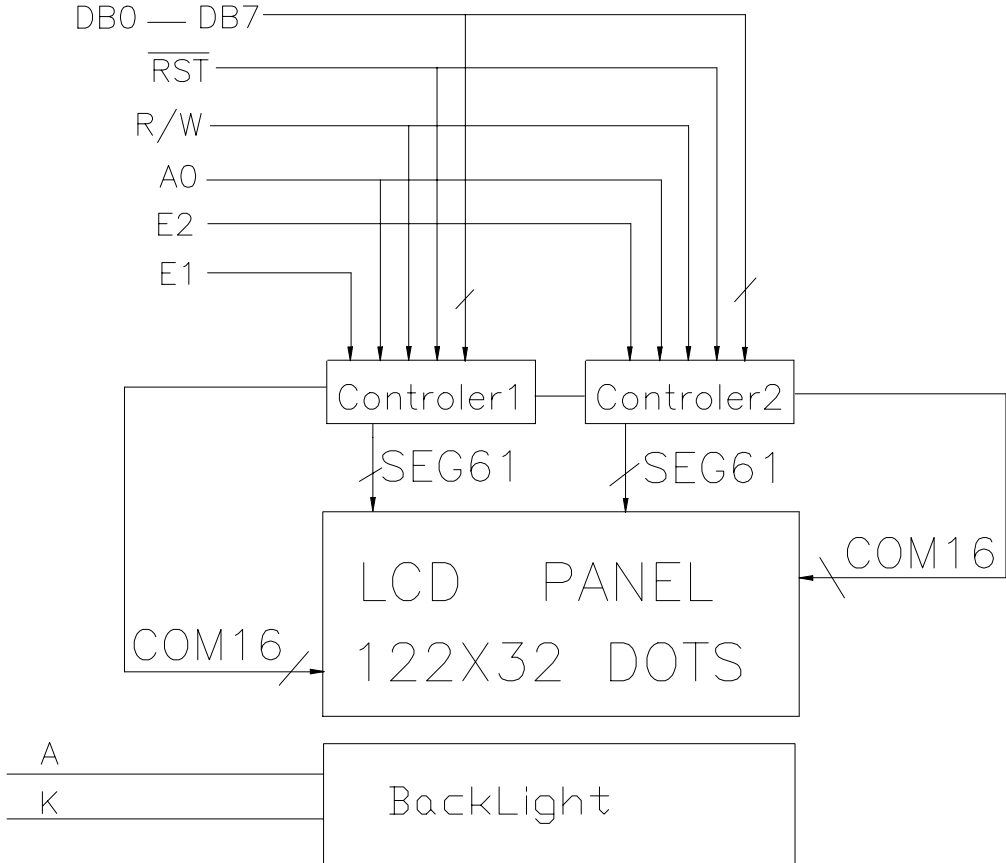 DB0 — DB7
RST
R/W
A0
E2
E1
Controler1 Controler2
SEG61 SEG61
COM16
LCD PANEL
COM16
122X32 DOTS
A
K
BackLight